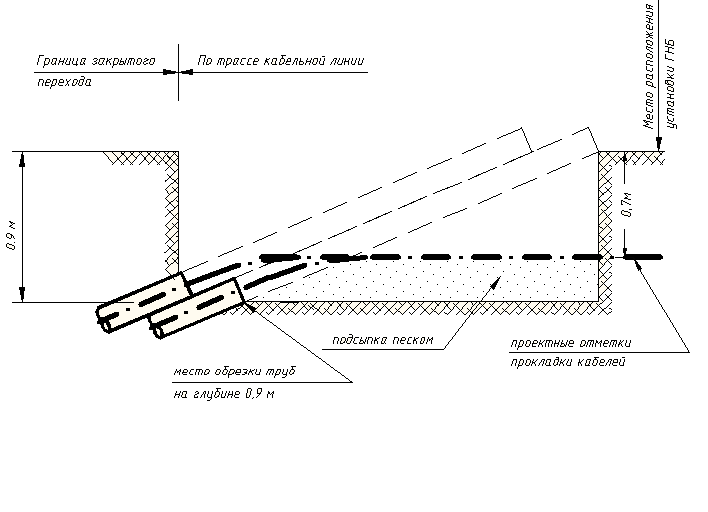 Граница закрытого
перехода
По трассе кабельной линии
Место расположения
установки ГНБ
0.9 м
0,7м
подсыпка песком
проектные отметки
прокладки кабелей
место обрезки труб
на глубине 0,9 м